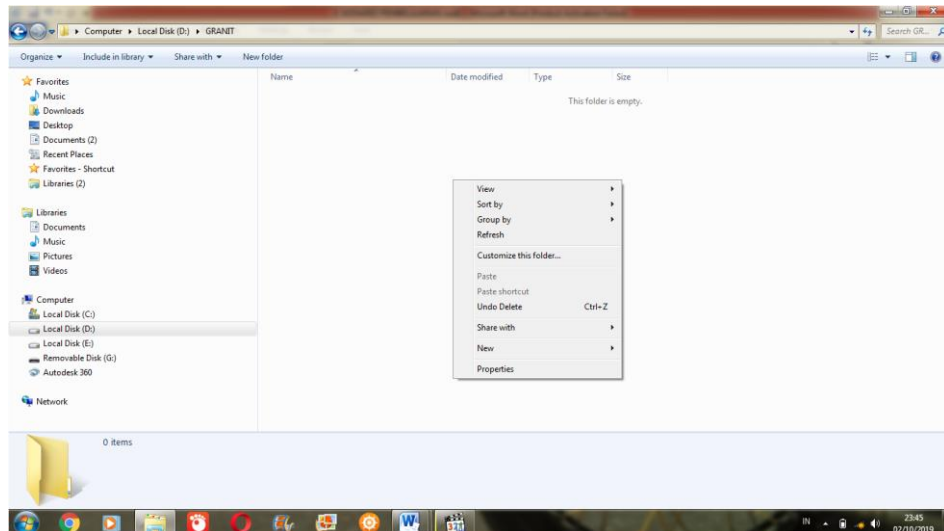 Computer ▸ Local Disk (D:) ▸ GRANIT
Search GR...
Organize
Include in library
Share with
New folder
Name
Date modified
Type
Size
This folder is empty.
Favorites
Music
Downloads
Desktop
Documents (2)
Recent Places
Favorites - Shortcut
Libraries (2)
Libraries
Documents
Music
Pictures
Videos
Computer
Local Disk (C:)
Local Disk (D:)
Local Disk (E:)
Removable Disk (G:)
Autodesk 360
Network
View
Sort by
Group by
Refresh
Customize this folder...
Paste
Paste shortcut
Undo Delete Ctrl+Z
Share with
New
Properties
0 items
W
321
IN
23:45
02/10/2019